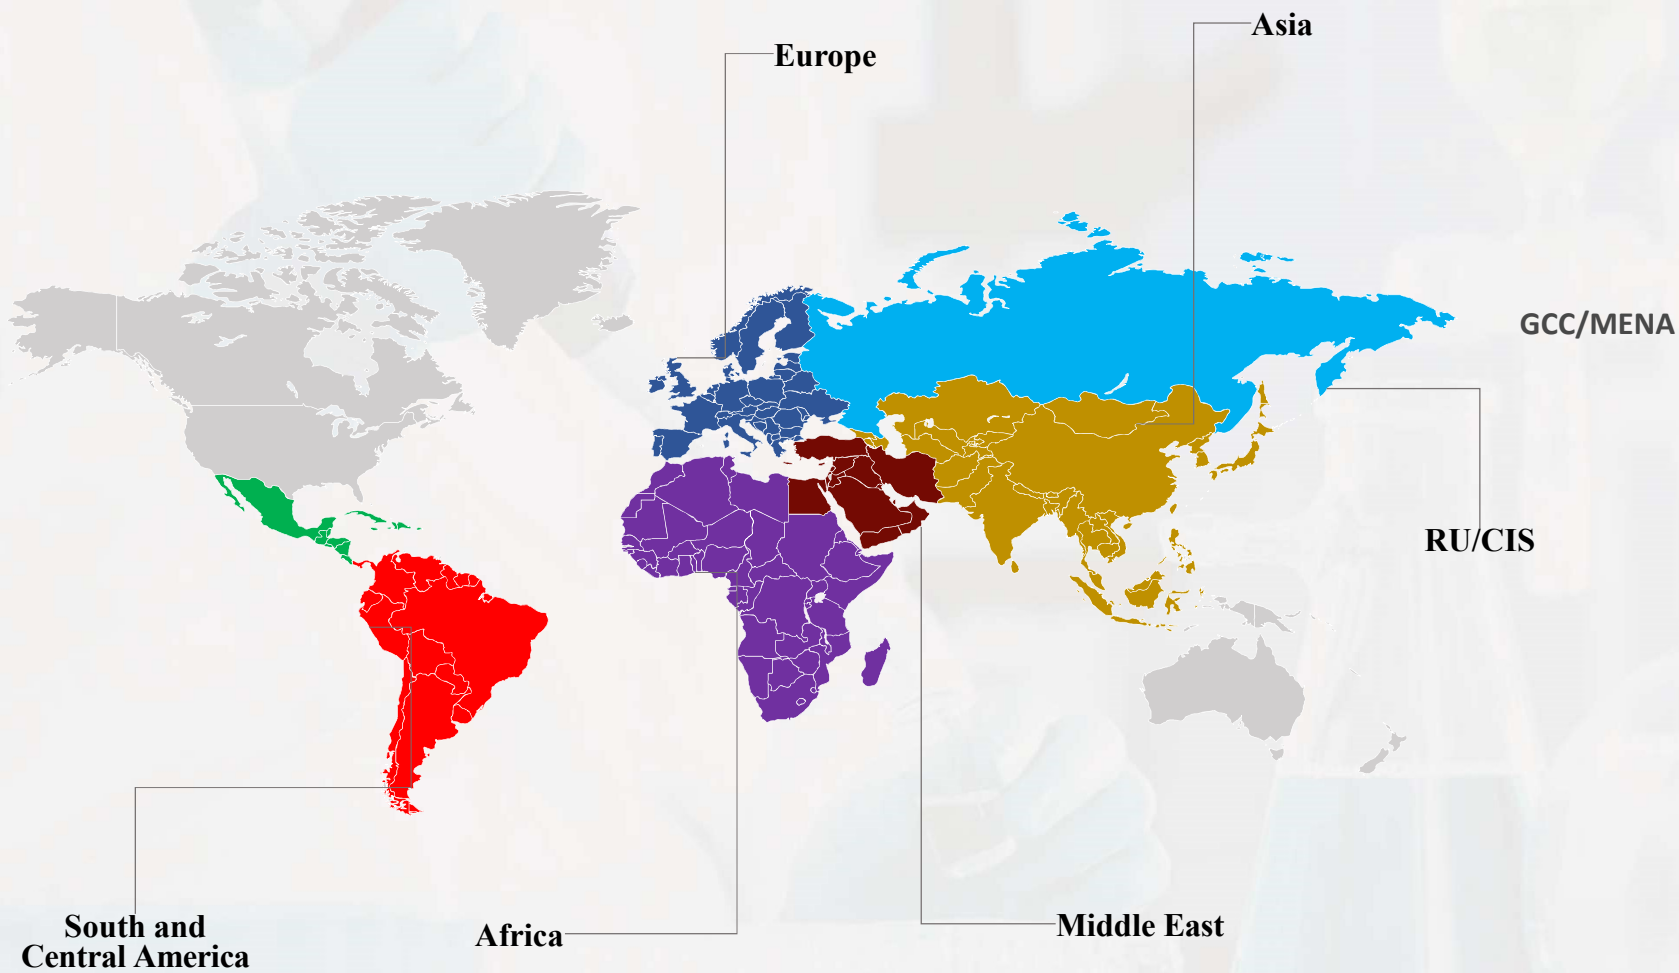 Asia
Europe
GCC/MENA
RU/CIS
South and
Central America
Africa
Middle East